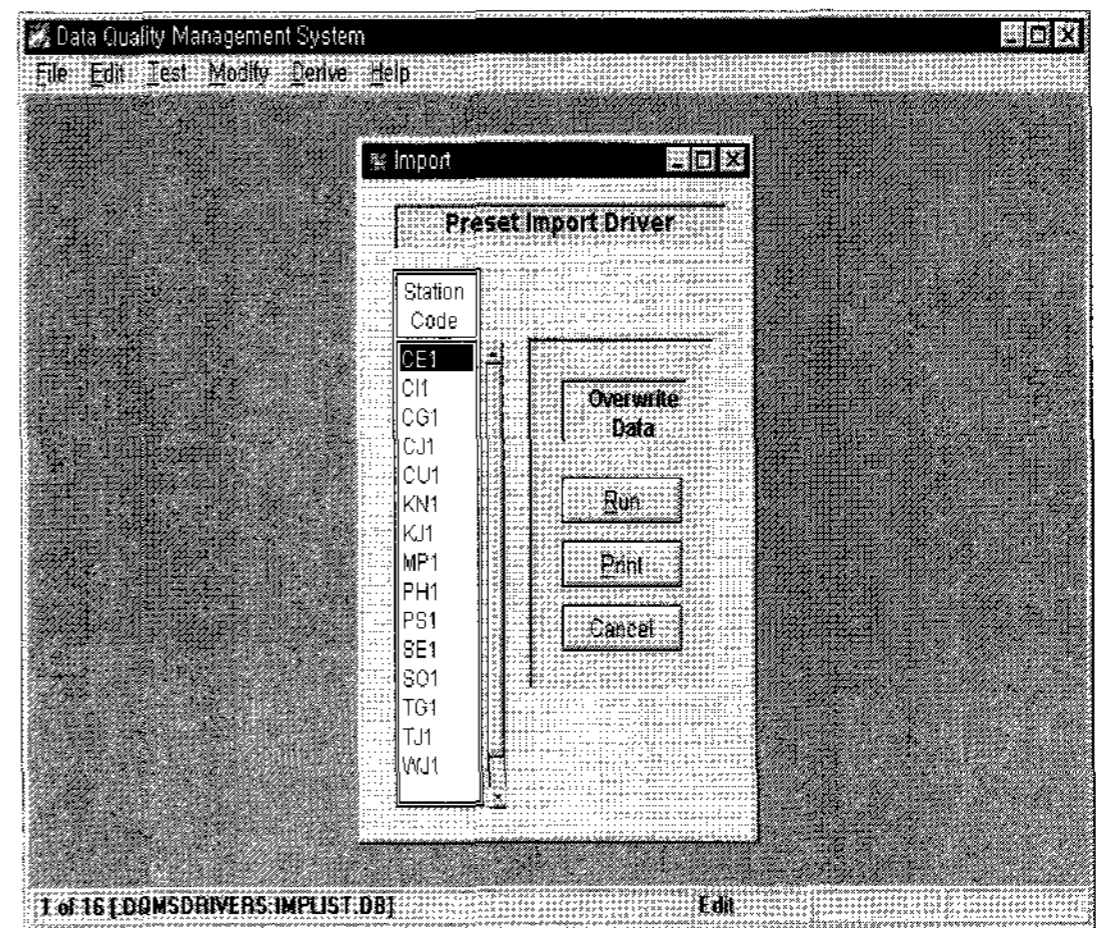 Data Quality Management System
File Edit Test Modify Derive Help
Import
Preset Import Driver
Station
Code
CE1
CI1
CG1
CJ1
CU1
KN1
KJ1
MP1
PH1
PS1
SE1
SO1
TG1
TJ1
WJ1
Overwrite
Data
Run
Print
Cancel
1 of 16 [:DQMSDRIVERS:IMPLIST.DB] Edit